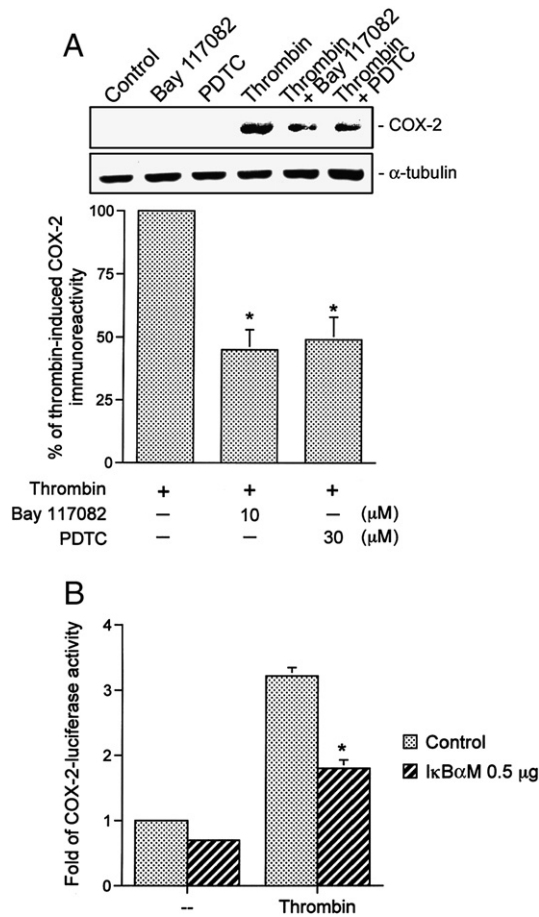 A
Control
Bay 117082
PDTC
Thrombin
Thrombin
+ Bay 117082
Thrombin
+ PDTC
- COX-2
- α-tubulin
% of thrombin-induced COX-2
immunoreactivity
100
75
50
25
0
*
*
Thrombin + + +
Bay 117082 – 10 – (μM)
PDTC – – 30 (μM)
B
Fold of COX-2-luciferase activity
4
3
2
1
0
*
Control
IκBαM 0.5 μg
-- Thrombin